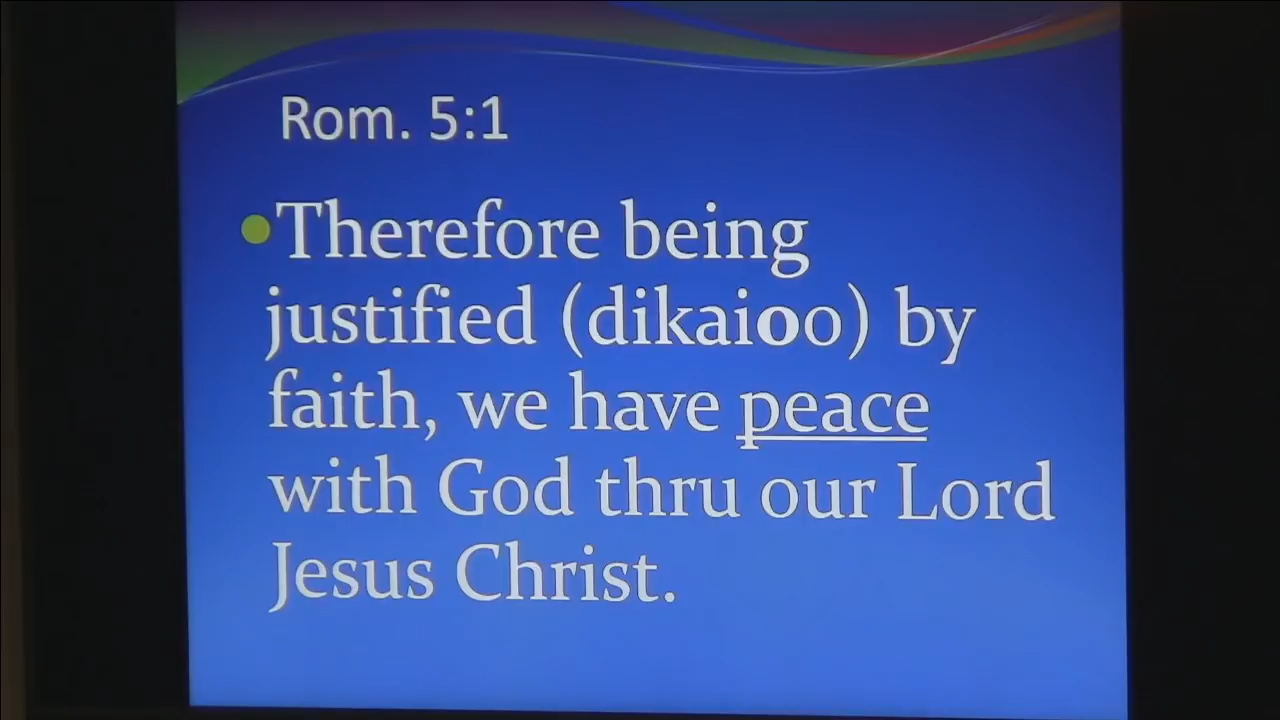 Rom. 5:1
•Therefore being
justified (dikaioo) by
faith, we have peace
with God thru our Lord
Jesus Christ.